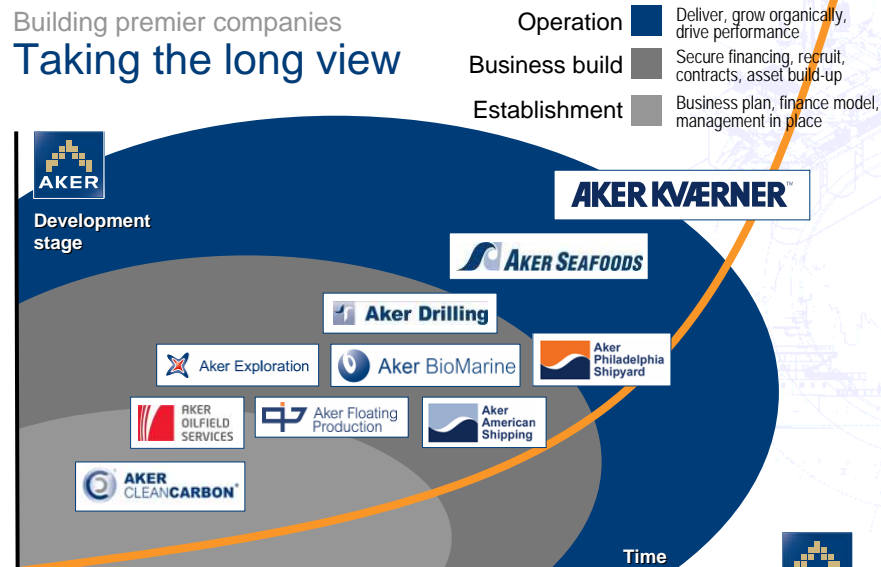 Building premier companies
Taking the long view
Operation
Deliver, grow organically,
drive performance
Business build
Secure financing, recruit,
contracts, asset build-up
Establishment
Business plan, finance model,
management in place
AKER
Development
stage
AKER KVÆRNER™
AKER SEAFOODS
Aker Drilling
Aker Exploration
Aker BioMarine
Aker
Philadelphia
Shipyard
AKER
OILFIELD
SERVICES
Aker Floating
Production
Aker
American
Shipping
AKER
CLEANCARBON
Time